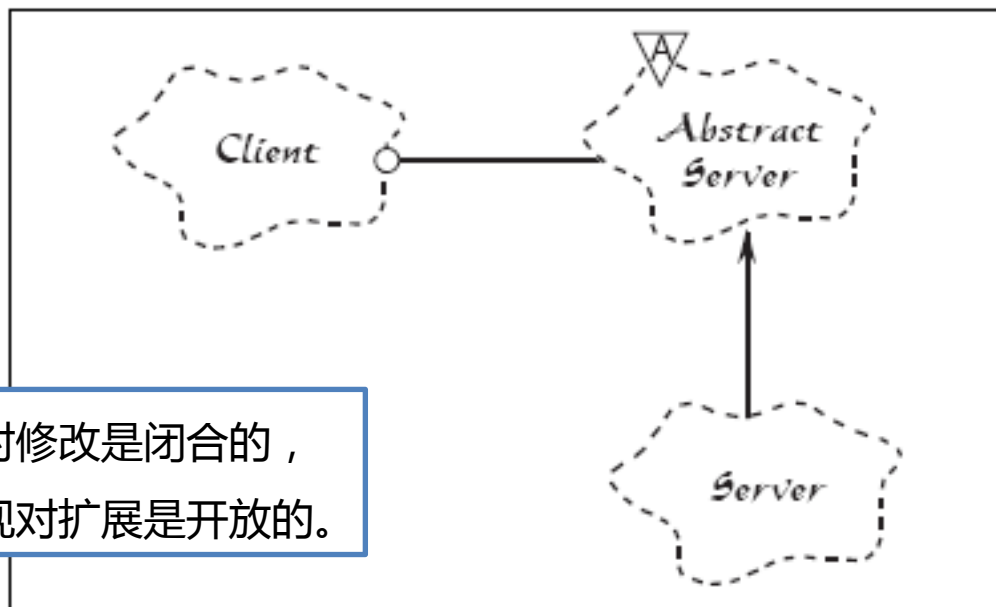 A
Client
Abstract
Server
对修改是闭合的，
现对扩展是开放的。
Server